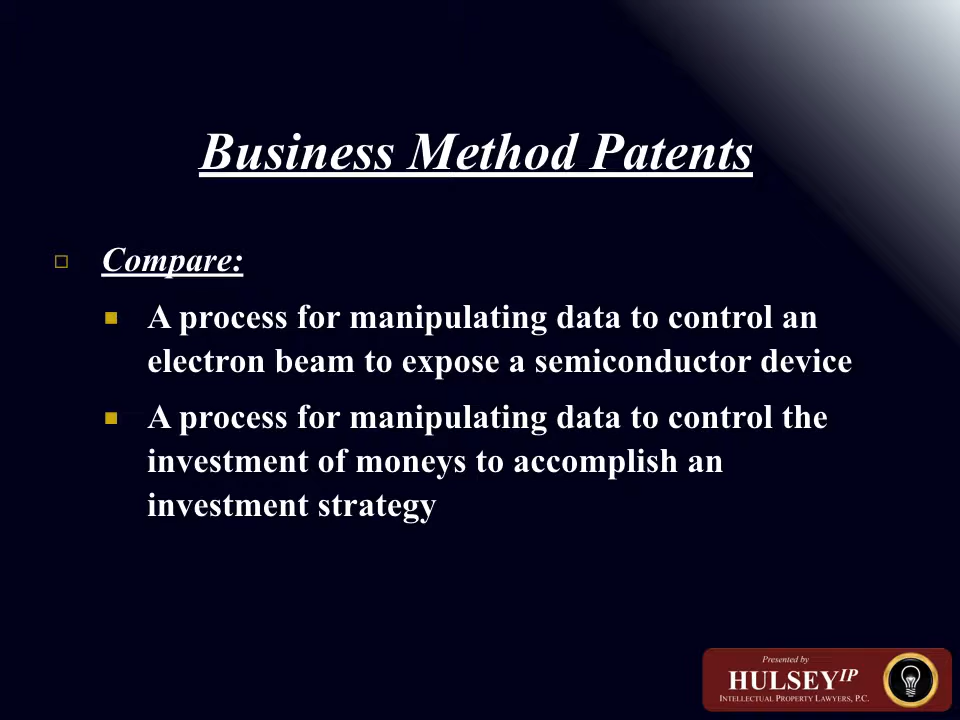 Business Method Patents
Compare:
A process for manipulating data to control an
electron beam to expose a semiconductor device
A process for manipulating data to control the
investment of moneys to accomplish an
investment strategy
Presented by
HULSEY IP
INTELLECTUAL PROPERTY LAWYERS, P.C.